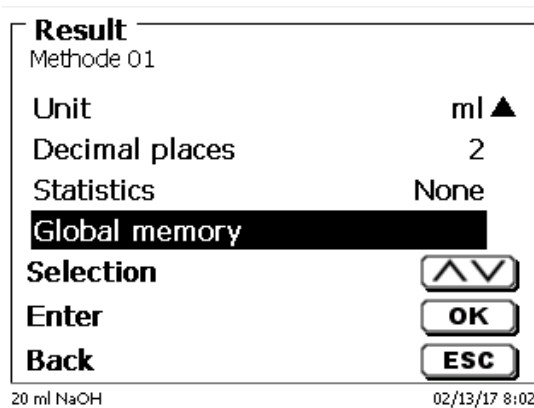 Result
Methode 01
Unit ml ▲
Decimal places 2
Statistics None
Global memory
Selection
Enter OK
Back ESC
20 ml NaOH 02/13/17 8:02